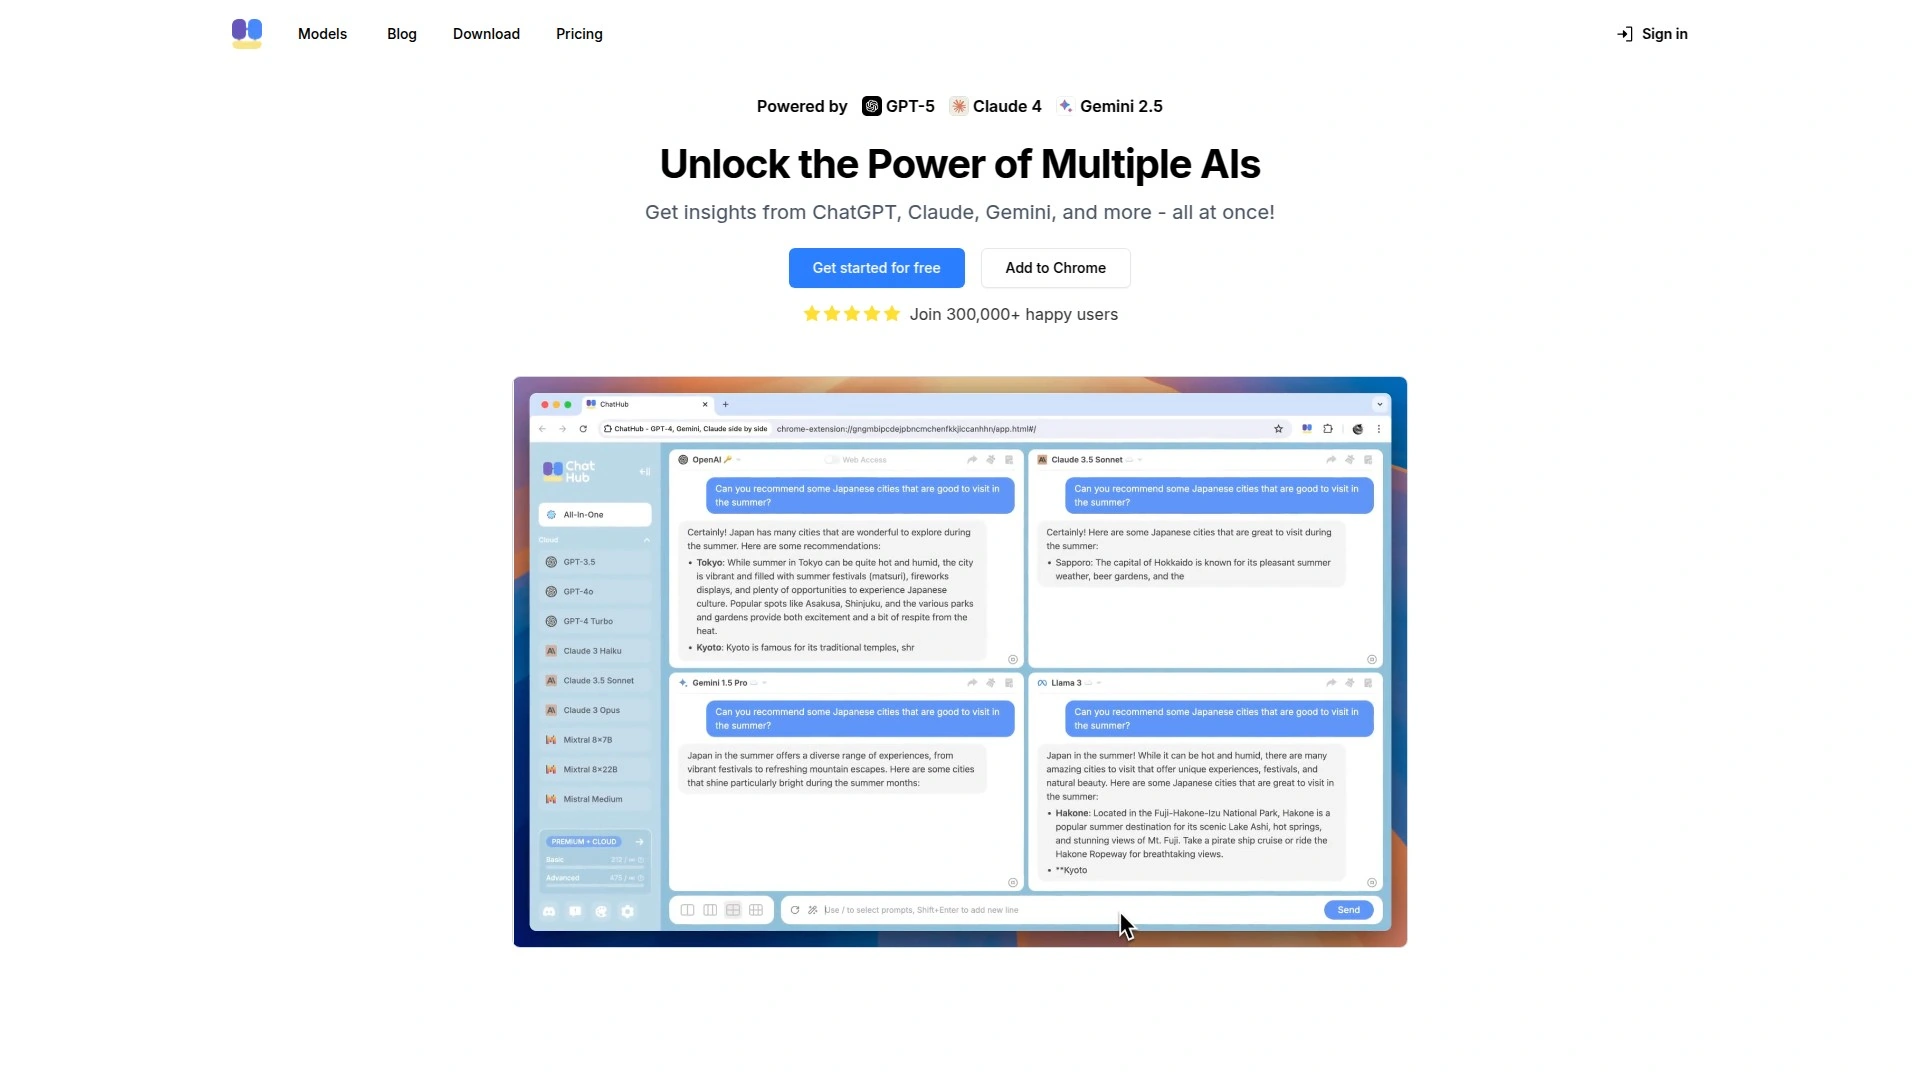 Models Blog Download Pricing Sign in
Powered by GPT-5 Claude 4 Gemini 2.5
Unlock the Power of Multiple AIs
Get insights from ChatGPT, Claude, Gemini, and more - all at once!
Get started for free Add to Chrome
Join 300,000+ happy users
ChatHub
ChatHub - GPT-4, Gemini, Claude side by side chrome-extension://gngmbipcdejpbncmchenfkkjiccanhhn/app.html#/
Chat
Hub
All-In-One
Cloud
GPT-3.5
GPT-4o
GPT-4 Turbo
Claude 3 Haiku
Claude 3.5 Sonnet
Claude 3 Opus
Mixtral 8x7B
Mixtral 8x22B
Mistral Medium
PREMIUM + CLOUD
Basic
Advanced
OpenAI Web Access
Can you recommend some Japanese cities that are good to visit in
the summer?
Certainly! Japan has many cities that are wonderful to explore during
the summer. Here are some recommendations:
• Tokyo: While summer in Tokyo can be quite hot and humid, the city
is vibrant and filled with summer festivals (matsuri), fireworks
displays, and plenty of opportunities to experience Japanese
culture. Popular spots like Asakusa, Shinjuku, and the various parks
and gardens provide both excitement and a bit of respite from the
heat.
• Kyoto: Kyoto is famous for its traditional temples, shr
Claude 3.5 Sonnet
Can you recommend some Japanese cities that are good to visit in
the summer?
Certainly! Here are some Japanese cities that are great to visit during
the summer:
• Sapporo: The capital of Hokkaido is known for its pleasant summer
weather, beer gardens, and the
Gemini 1.5 Pro
Can you recommend some Japanese cities that are good to visit in
the summer?
Japan in the summer offers a diverse range of experiences, from
vibrant festivals to refreshing mountain escapes. Here are some cities
that shine particularly bright during the summer months:
Llama 3
Can you recommend some Japanese cities that are good to visit in
the summer?
Japan in the summer! While it can be hot and humid, there are many
amazing cities to visit that offer unique experiences, festivals, and
natural beauty. Here are some Japanese cities that are great to visit in
the summer:
• Hakone: Located in the Fuji-Hakone-Izu National Park, Hakone is a
popular summer destination for its scenic Lake Ashi, hot springs,
and stunning views of Mt. Fuji. Take a pirate ship cruise or ride the
Hakone Ropeway for breathtaking views.
• **Kyoto
Use / to select prompts, Shift+Enter to add new line
Send